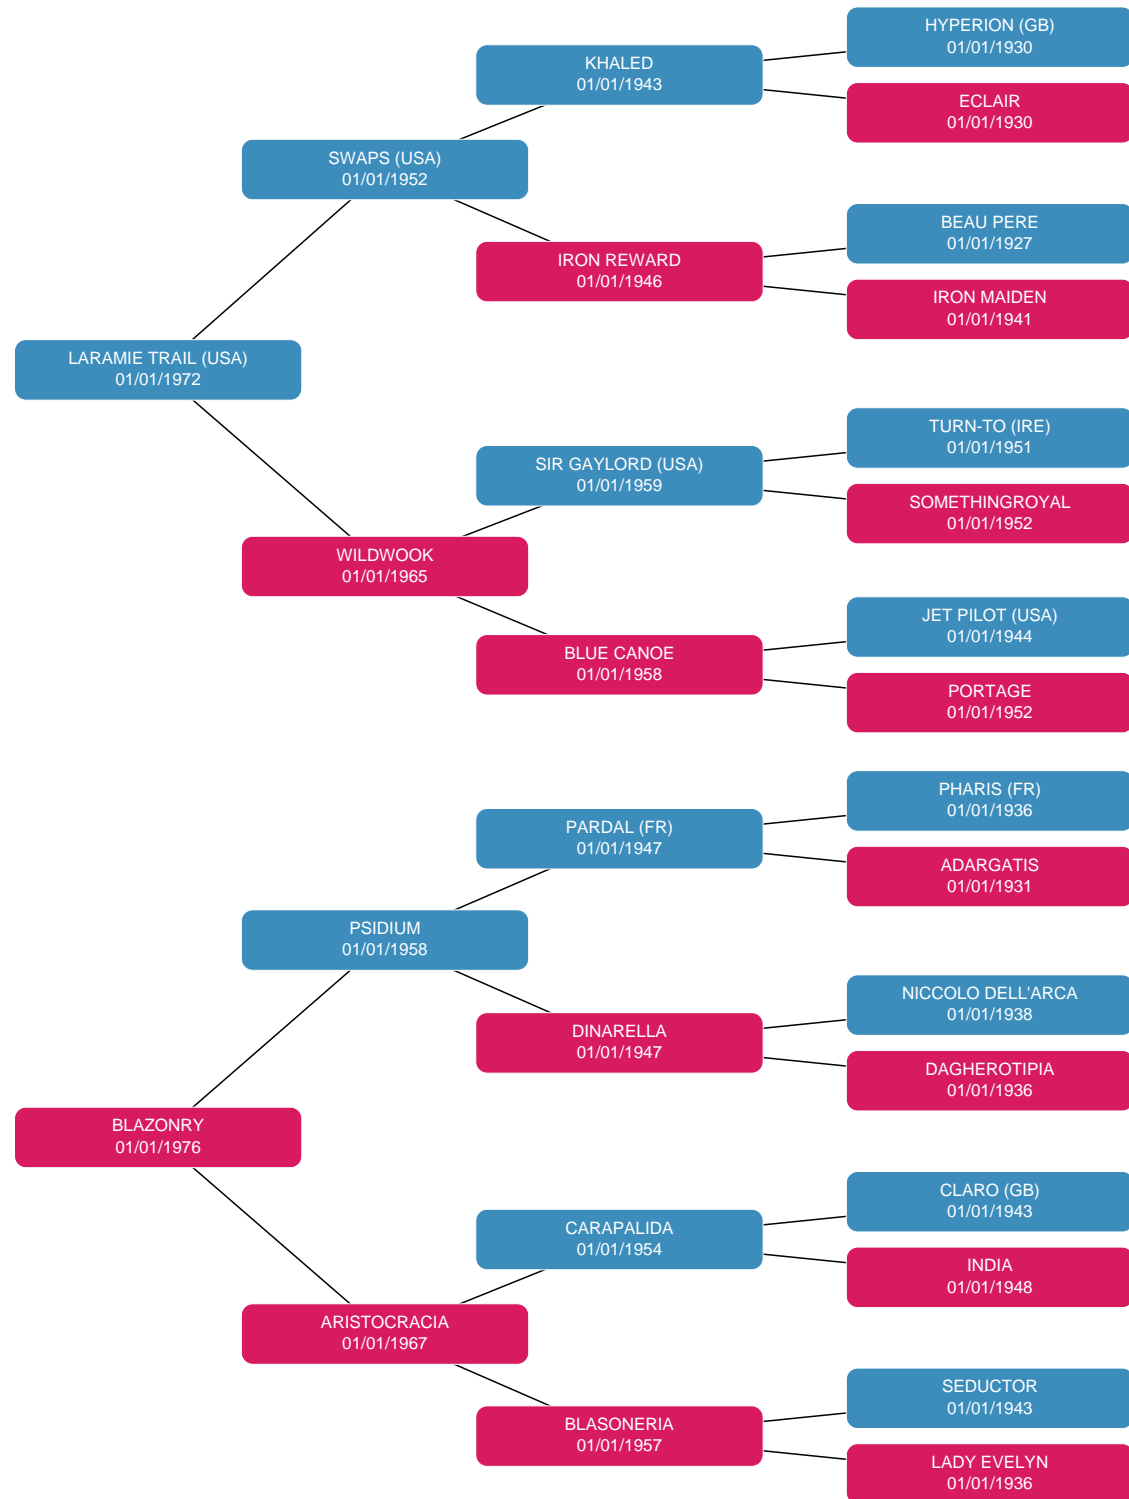 HYPERION (GB)
01/01/1930
KHALED
01/01/1943
ECLAIR
01/01/1930
SWAPS (USA)
01/01/1952
BEAU PERE
01/01/1927
IRON REWARD
01/01/1946
IRON MAIDEN
01/01/1941
LARAMIE TRAIL (USA)
01/01/1972
TURN-TO (IRE)
01/01/1951
SIR GAYLORD (USA)
01/01/1959
SOMETHINGROYAL
01/01/1952
WILDWOOK
01/01/1965
JET PILOT (USA)
01/01/1944
BLUE CANOE
01/01/1958
PORTAGE
01/01/1952
PHARIS (FR)
01/01/1936
PARDAL (FR)
01/01/1947
ADARGATIS
01/01/1931
PSIDIUM
01/01/1958
NICCOLO DELL'ARCA
01/01/1938
DINARELLA
01/01/1947
DAGHEROTIPIA
01/01/1936
BLAZONRY
01/01/1976
CLARO (GB)
01/01/1943
CARAPALIDA
01/01/1954
INDIA
01/01/1948
ARISTOCRACIA
01/01/1967
SEDUCTOR
01/01/1943
BLASONERIA
01/01/1957
LADY EVELYN
01/01/1936